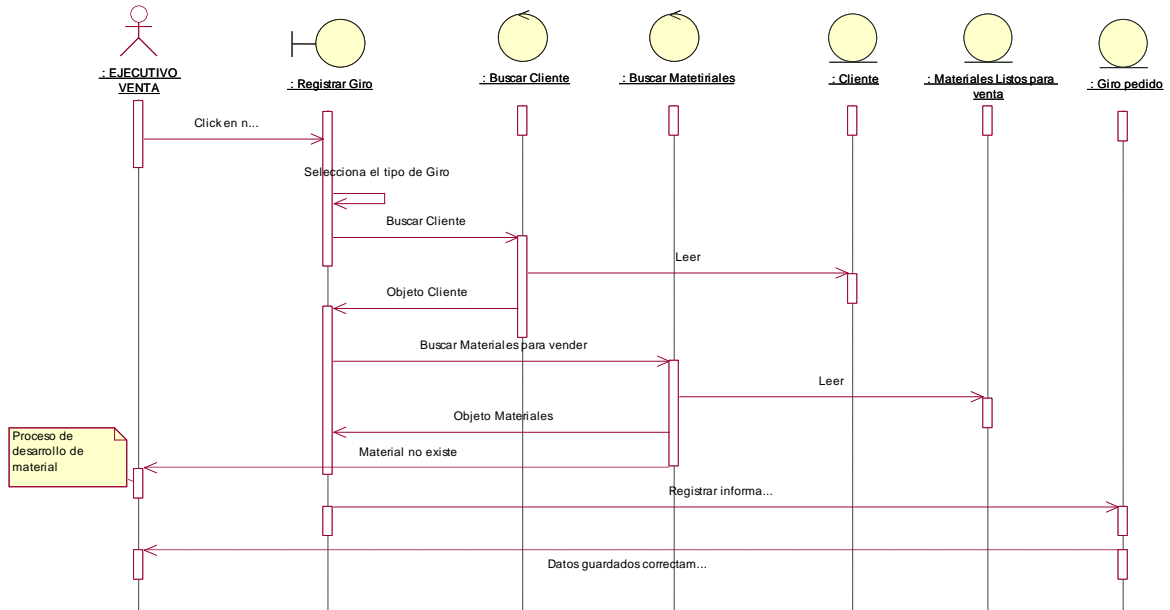 : EJECUTIVO
VENTA
: Registrar Giro
: Buscar Cliente
: Buscar Matetiriales
: Cliente
: Materiales Listos para
venta
: Giro pedido
Click en n...
Selecciona el tipo de Giro
Buscar Cliente
Leer
Objeto Cliente
Buscar Materiales para vender
Leer
Objeto Materiales
Proceso de
desarrollo de
material
Material no existe
Registrar informa...
Datos guardados correctam...